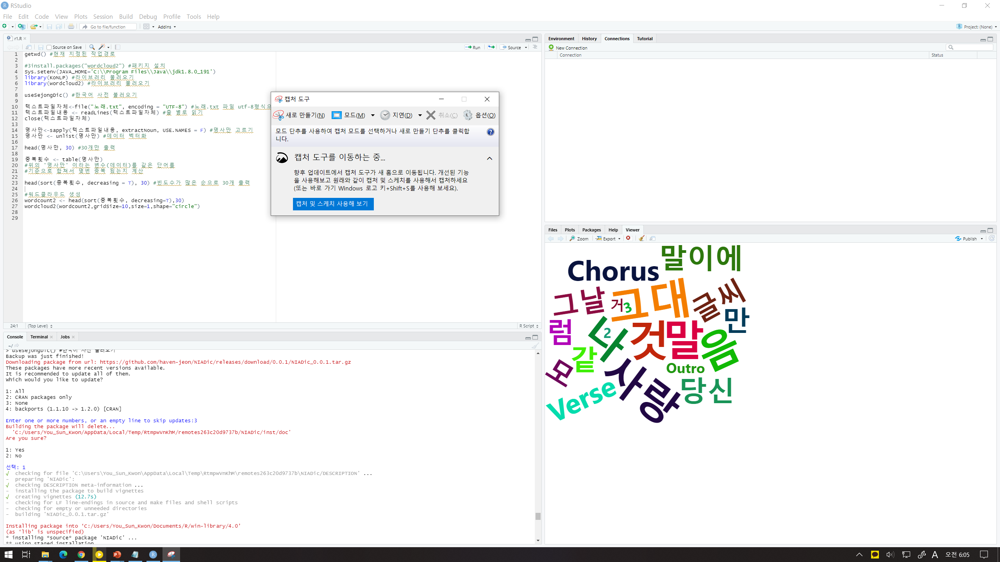 RStudio
File Edit Code View Plots Session Build Debug Profile Tools Help
Go to file/function Addins Project: (None)
r1.R
Source on Save Run Source
1 getwd() #현재 지정된 작업경로
2
3 #3install.packages("wordcloud2") #패키지 설치
4 Sys.setenv(JAVA_HOME='C:\\Program Files\\Java\\jdk1.8.0_191')
5 library(KoNLP) #라이브러리 불러오기
6 library(wordcloud2) #라이브러리 불러오기
7
8 useSejongDic() #한국어 사전 불러오기
9
10 텍스트파일자체<-file("노래.txt", encoding = "UTF-8") #노래.txt 파일 utf-8형식으
11 텍스트파일내용 <- readLines(텍스트파일자체) #줄 별로 읽기
12 close(텍스트파일자체)
13
14 명사만<-sapply(텍스트파일내용, extractNoun, USE.NAMES = F) #명사만 고르기
15 명사만 <- unlist(명사만) #데이터 벡터화
16
17 head(명사만, 30) #30개만 출력
18
19 중복횟수 <- table(명사만)
20 #위의 '명사만' 이라는 변수(데이터)를 같은 단어를
21 #기준으로 합쳐서 몇번 중복 됬는지 계산
22
23 head(sort(중복횟수, decreasing = T), 30) #빈도수가 많은 순으로 30개 출력
24
25 #워드클라우드 생성
26 wordcount2 <- head(sort(중복횟수, decreasing=T),30)
27 wordcloud2(wordcount2,gridSize=10,size=1,shape="circle")
28
29
24:1 (Top Level) R Script
캡처 도구
새로 만들기(N) 모드(M) 지연(D) 취소(C) 옵션(O)
모드 단추를 사용하여 캡처 모드를 선택하거나 새로 만들기 단추를 클릭합
니다.
캡처 도구를 이동하는 중...
향후 업데이트에서 캡처 도구가 새 홈으로 이동됩니다. 개선된 기능
을 사용해보고 원래와 같이 캡처 및 스케치를 사용해서 캡처하세요
(또는 바로 가기 Windows 로고 키+Shift+S를 사용해 보세요).
캡처 및 스케치 사용해 보기
Console Terminal Jobs
~/
> useSejongDic() #한국어 사전 불러오기
Backup was just finished!
Downloading package from url: https://github.com/haven-jeon/NIADic/releases/download/0.0.1/NIADic_0.0.1.tar.gz
These packages have more recent versions available.
It is recommended to update all of them.
Which would you like to update?
1: All
2: CRAN packages only
3: None
4: backports (1.1.10 -> 1.2.0) [CRAN]
Enter one or more numbers, or an empty line to skip updates:3
Building the package will delete...
'C:/Users/You_Sun_Kwon/AppData/Local/Temp/RtmpwVnKhM/remotes263c20d9737b/NIADic/inst/doc'
Are you sure?
1: Yes
2: No
선택: 1
√ checking for file 'C:\Users\You_Sun_Kwon\AppData\Local\Temp\RtmpwVnKhM\remotes263c20d9737b\NIADic/DESCRIPTION' ...
- preparing 'NIADic':
√ checking DESCRIPTION meta-information ...
- installing the package to build vignettes
√ creating vignettes (12.7s)
- checking for LF line-endings in source and make files and shell scripts
- checking for empty or unneeded directories
- building 'NIADic_0.0.1.tar.gz'
Installing package into ‘C:/Users/You_Sun_Kwon/Documents/R/win-library/4.0’
(as ‘lib’ is unspecified)
* installing *source* package 'NIADic' ...
** using staged installation
Environment History Connections Tutorial
New Connection
Connection Status
Files Plots Packages Help Viewer
Zoom Export Publish
말이에
Chorus
그날 거 3 그대 글씨
만
럼 나 2 것 말 음
같
모 Outro
사랑 당신
Verse
A 오전 6:05